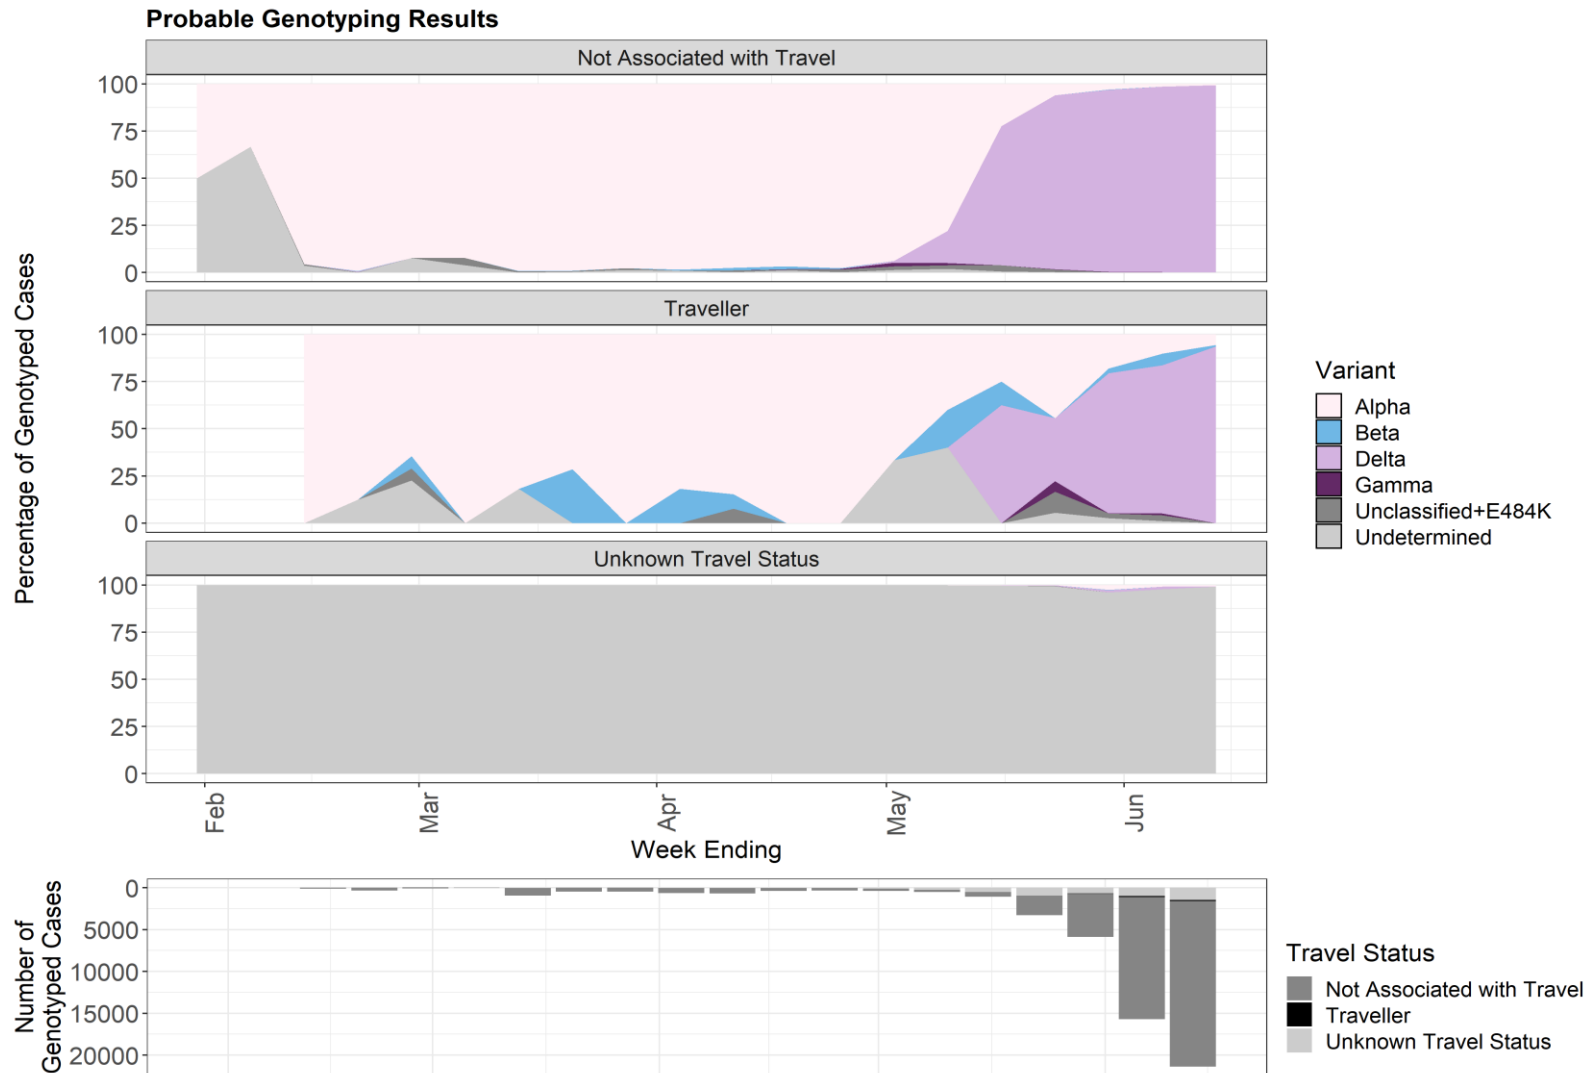 Probable Genotyping Results
Not Associated with Travel
100
75
50
25
0
Traveller
100
75
50
25
0
Unknown Travel Status
100
75
50
25
0
Percentage of Genotyped Cases
Feb
Mar
Apr
May
Jun
Week Ending
Variant
Alpha
Beta
Delta
Gamma
Unclassified+E484K
Undetermined
Number of
Genotyped Cases
0
5000
10000
15000
20000
Travel Status
Not Associated with Travel
Traveller
Unknown Travel Status